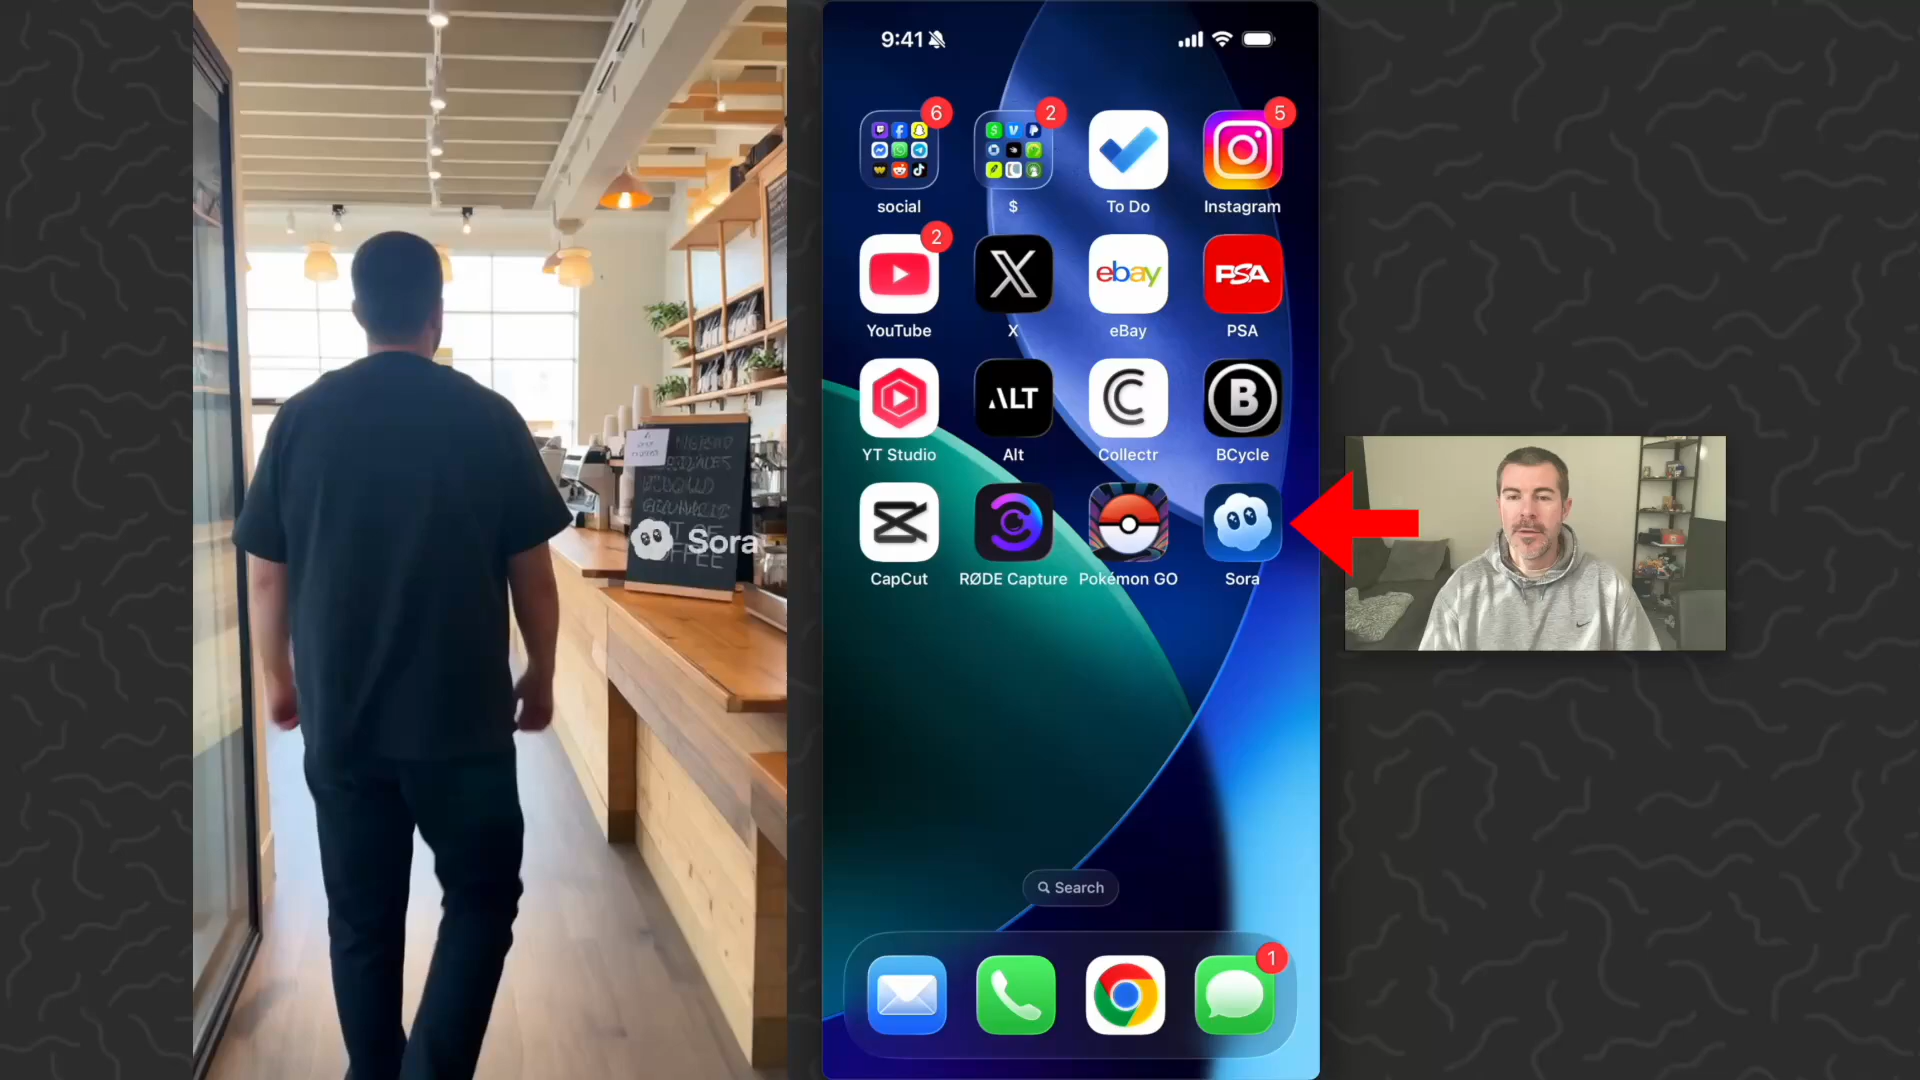 Sora
9:41
6
2
5
social
$
To Do
Instagram
2
ebay
PSA
YouTube
X
eBay
PSA
ALT
B
YT Studio
Alt
Collectr
BCycle
CapCut
RØDE Capture
Pokémon GO
Sora
Search
1